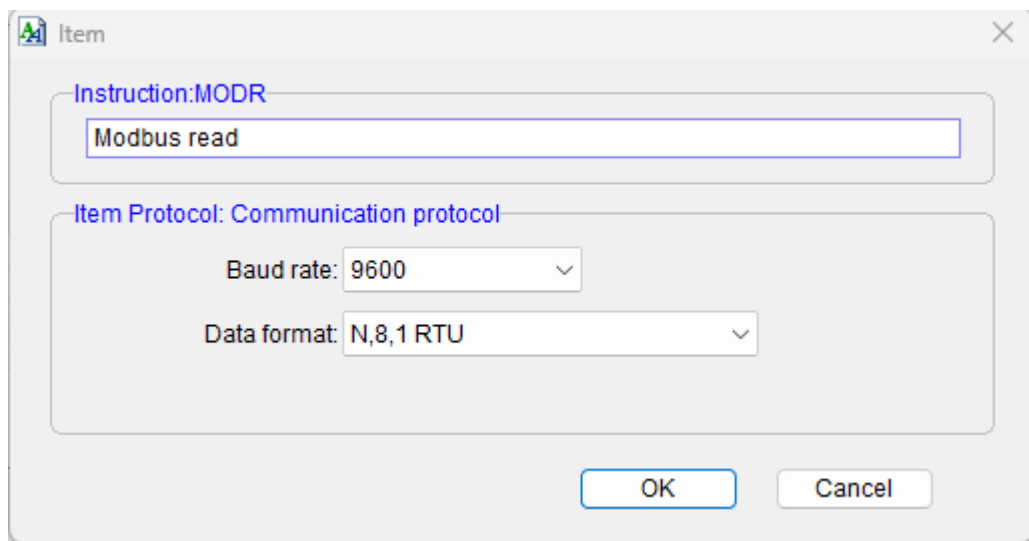 Item
Instruction:MODR
Modbus read
Item Protocol: Communication protocol
Baud rate: 9600
Data format: N,8,1 RTU
OK Cancel